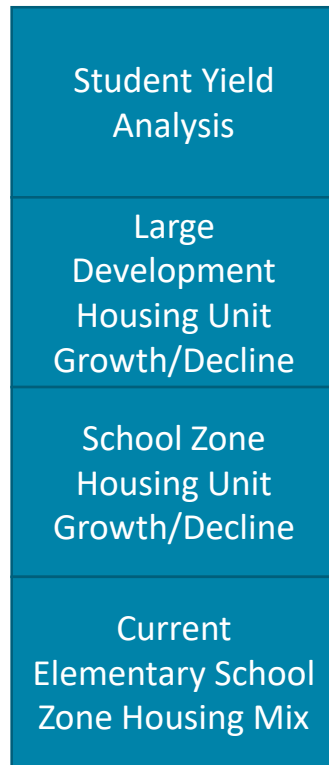 Student Yield
Analysis
Large
Development
Housing Unit
Growth/Decline
School Zone
Housing Unit
Growth/Decline
Current
Elementary School
Zone Housing Mix